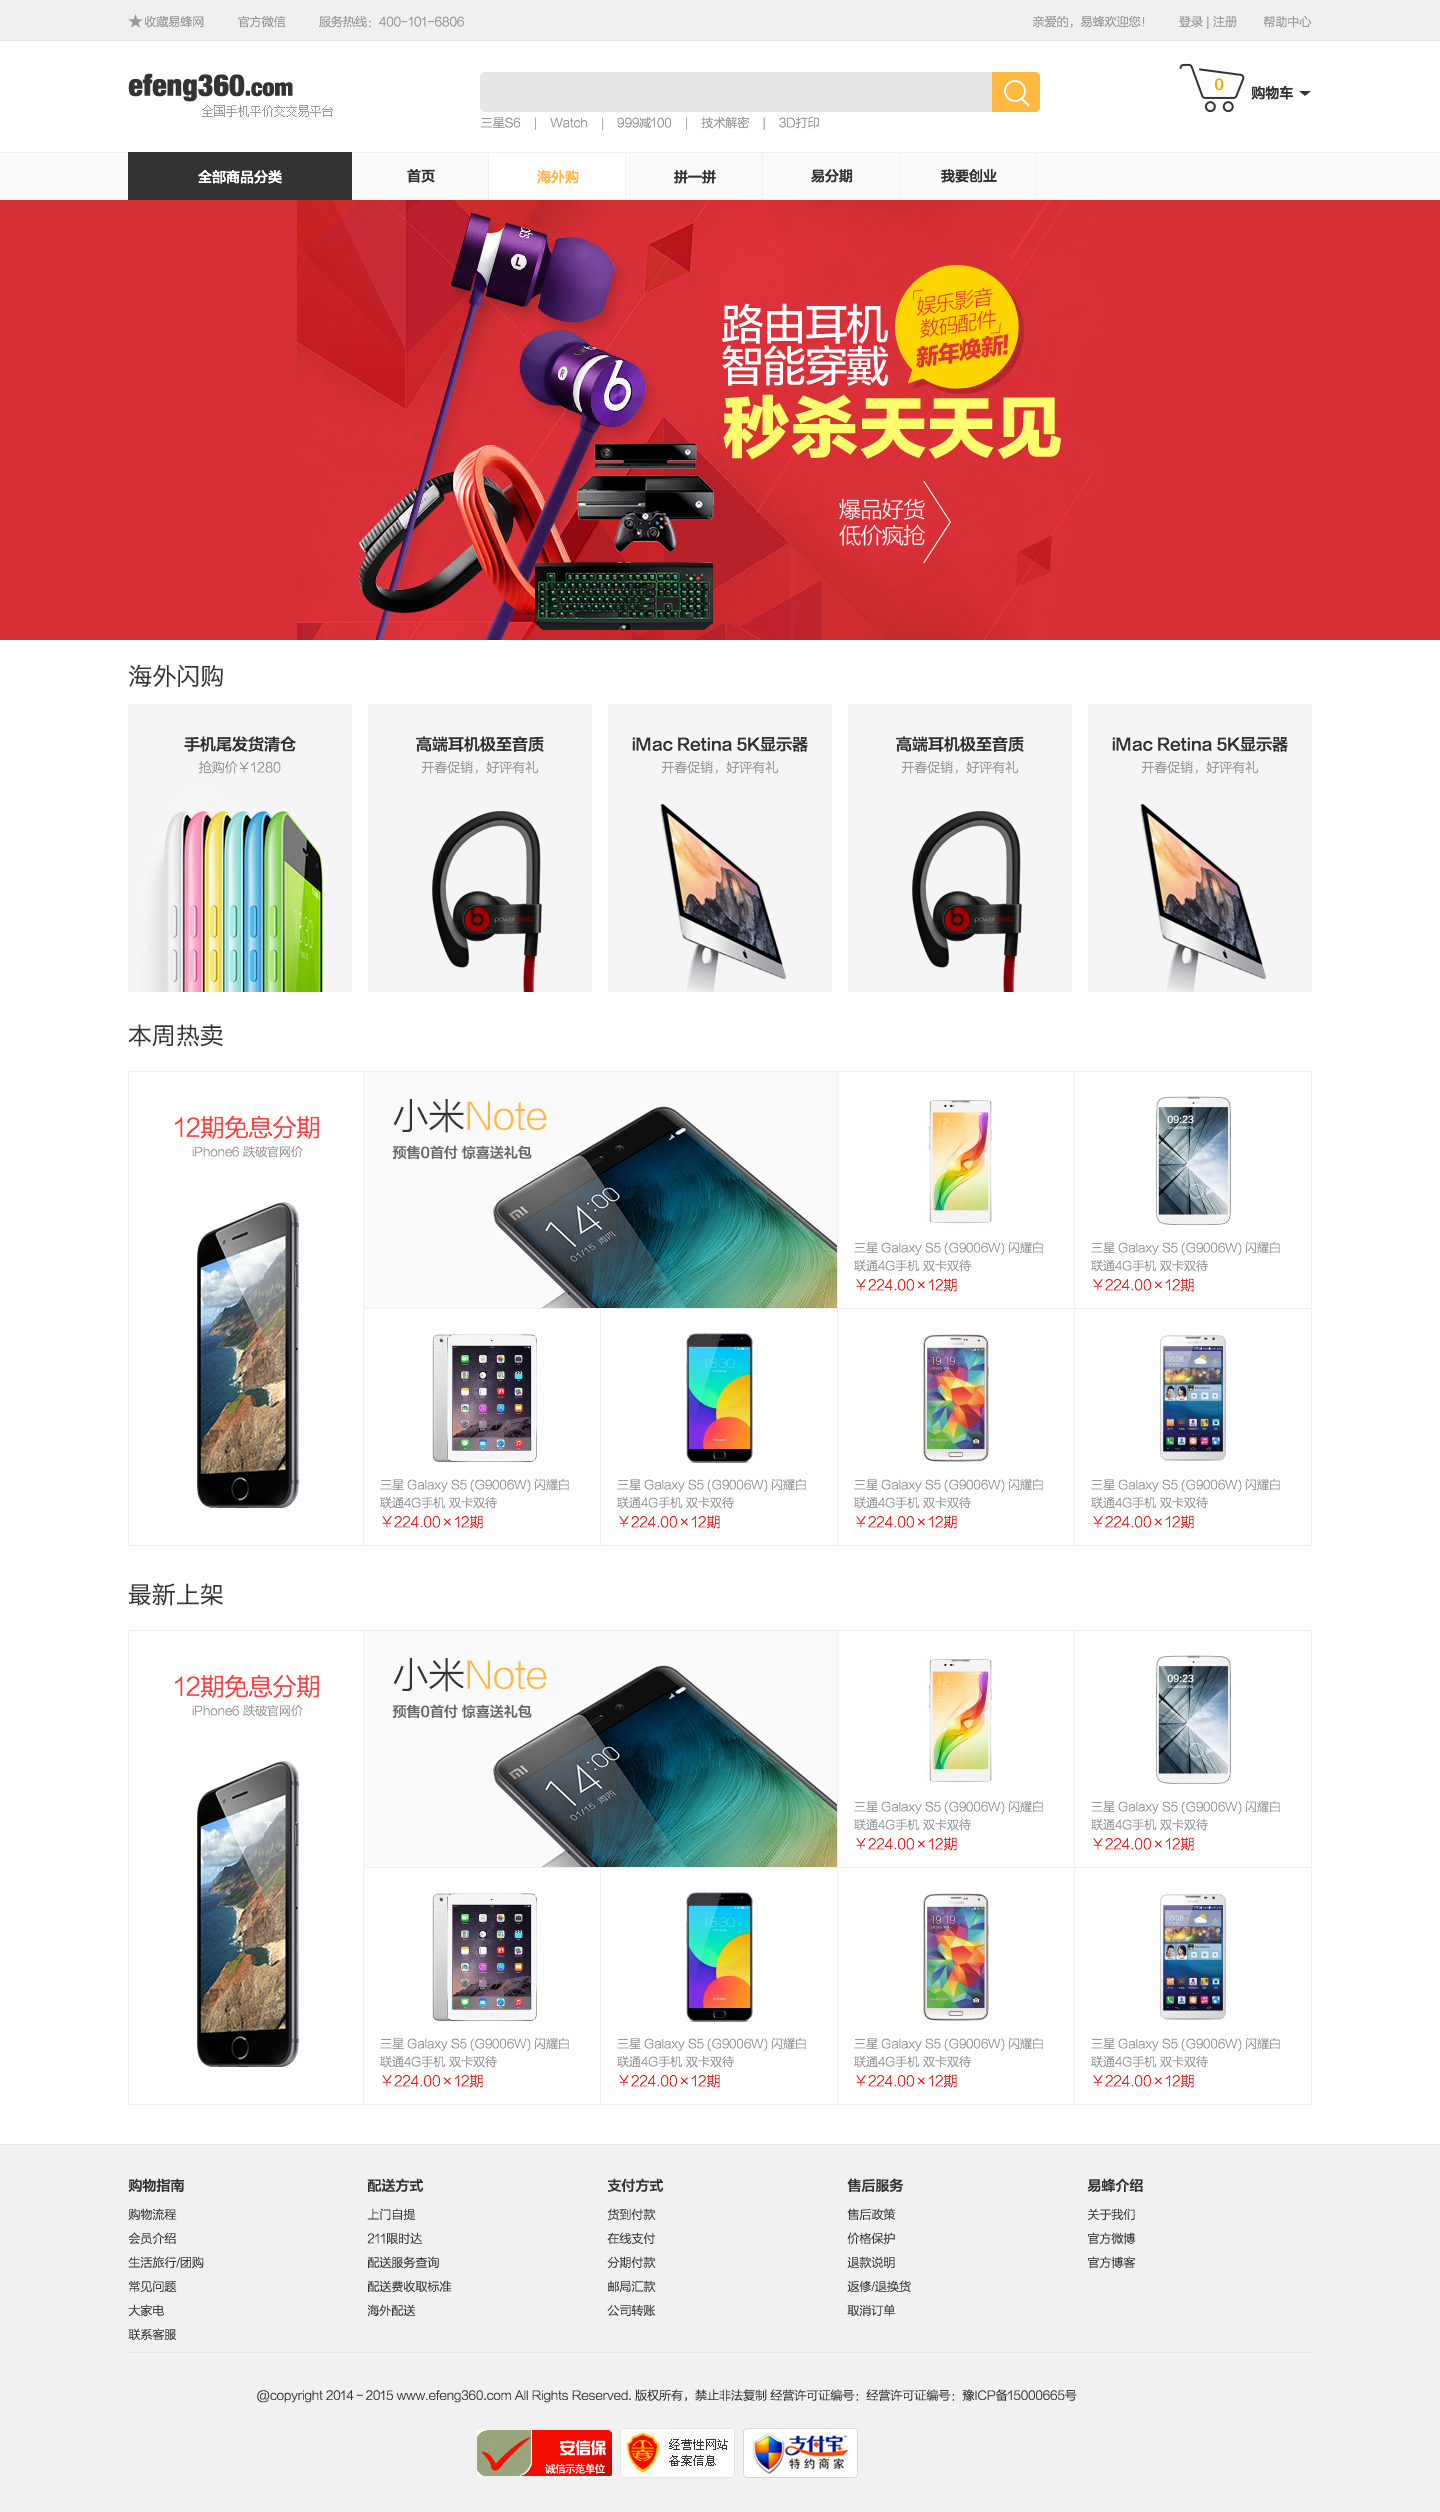 ★收藏易蜂网 官方微信 服务热线：400-101-6806 亲爱的，易蜂欢迎您！ 登录 | 注册 帮助中心
efeng360.com
全国手机平价交交易平台
0 购物车
三星S6 | Watch | 999减100 | 技术解密 | 3D打印
全部商品分类 首页 海外购 拼一拼 易分期 我要创业
路由耳机
智能穿戴
「娱乐影音
数码配件」
新年焕新!
秒杀天天见
爆品好货
低价疯抢
海外闪购
手机尾发货清仓
抢购价￥1280
高端耳机极至音质
开春促销，好评有礼
iMac Retina 5K显示器
开春促销，好评有礼
高端耳机极至音质
开春促销，好评有礼
iMac Retina 5K显示器
开春促销，好评有礼
本周热卖
12期免息分期
iPhone6 跌破官网价
小米Note
预售0首付 惊喜送礼包
14:00
01/15 周四
三星 Galaxy S5 (G9006W) 闪耀白
联通4G手机 双卡双待
￥224.00×12期
09:23
三星 Galaxy S5 (G9006W) 闪耀白
联通4G手机 双卡双待
￥224.00×12期
三星 Galaxy S5 (G9006W) 闪耀白
联通4G手机 双卡双待
￥224.00×12期
18:30
三星 Galaxy S5 (G9006W) 闪耀白
联通4G手机 双卡双待
￥224.00×12期
19:19
三星 Galaxy S5 (G9006W) 闪耀白
联通4G手机 双卡双待
￥224.00×12期
08:08
三星 Galaxy S5 (G9006W) 闪耀白
联通4G手机 双卡双待
￥224.00×12期
最新上架
12期免息分期
iPhone6 跌破官网价
小米Note
预售0首付 惊喜送礼包
14:00
01/15 周四
三星 Galaxy S5 (G9006W) 闪耀白
联通4G手机 双卡双待
￥224.00×12期
09:23
三星 Galaxy S5 (G9006W) 闪耀白
联通4G手机 双卡双待
￥224.00×12期
三星 Galaxy S5 (G9006W) 闪耀白
联通4G手机 双卡双待
￥224.00×12期
18:30
三星 Galaxy S5 (G9006W) 闪耀白
联通4G手机 双卡双待
￥224.00×12期
19:19
三星 Galaxy S5 (G9006W) 闪耀白
联通4G手机 双卡双待
￥224.00×12期
08:08
三星 Galaxy S5 (G9006W) 闪耀白
联通4G手机 双卡双待
￥224.00×12期
购物指南
购物流程
会员介绍
生活旅行/团购
常见问题
大家电
联系客服
配送方式
上门自提
211限时达
配送服务查询
配送费收取标准
海外配送
支付方式
货到付款
在线支付
分期付款
邮局汇款
公司转账
售后服务
售后政策
价格保护
退款说明
返修/退换货
取消订单
易蜂介绍
关于我们
官方微博
官方博客
@copyright 2014 - 2015 www.efeng360.com All Rights Reserved. 版权所有，禁止非法复制 经营许可证编号：经营许可证编号：豫ICP备15000665号
安信保
诚信示范单位
经营性网站
备案信息
支付宝
特约商家